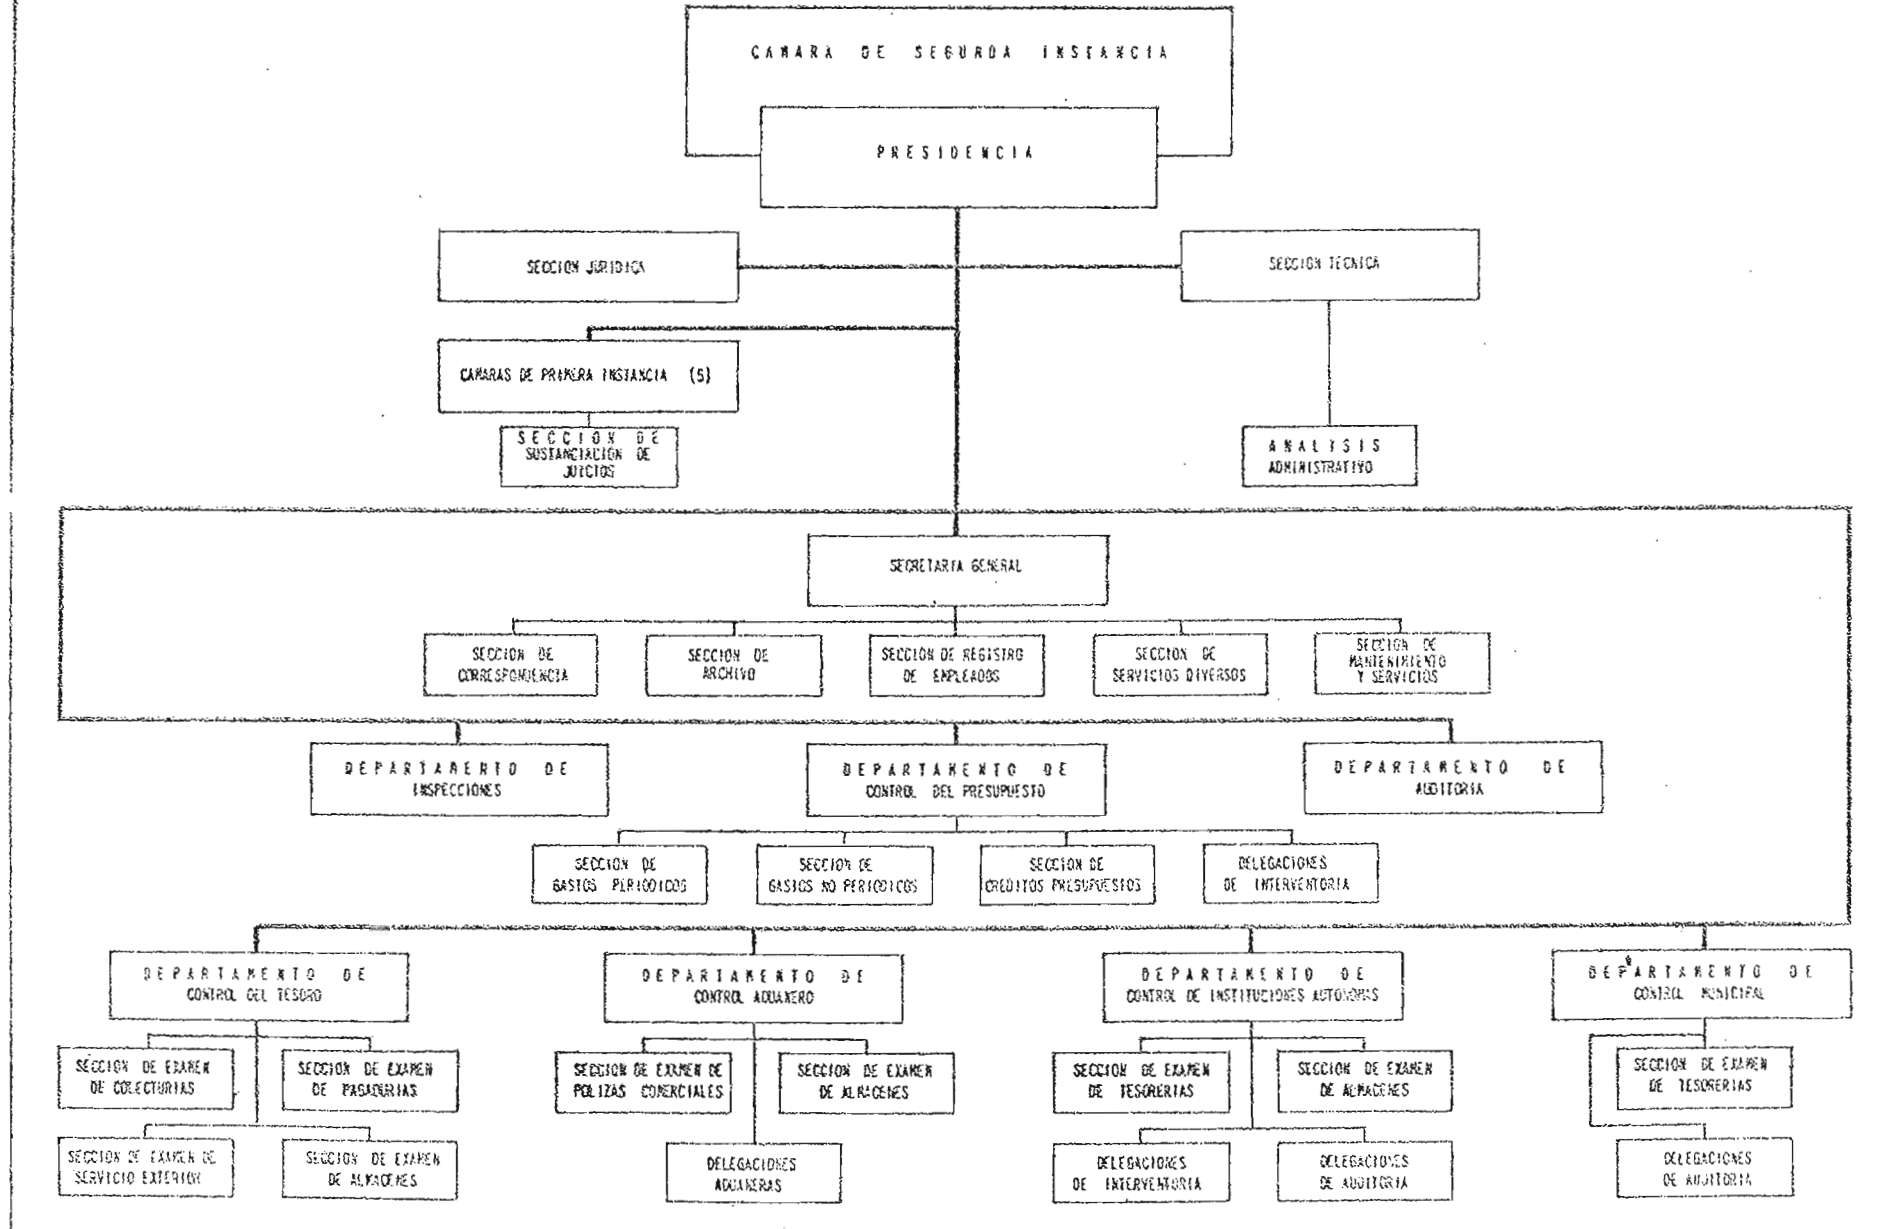 CAMARA DE SEGUNDA INSTANCIA
PRESIDENCIA
SECCION JURIDICA
SECCION TECNICA
CAMARAS DE PRIMERA INSTANCIA (5)
SECCION DE
SUSTANCIACION DE
JUICIOS
ANALISIS
ADMINISTRATIVO
SECRETARIA GENERAL
SECCION DE
CORRESPONDENCIA
SECCION DE
ARCHIVO
SECCION DE REGISTRO
DE EMPLEADOS
SECCION DE
SERVICIOS DIVERSOS
SECCION DE
MANTENIMIENTO
Y SERVICIOS
DEPARTAMENTO DE
INSPECCIONES
DEPARTAMENTO DE
CONTROL DEL PRESUPUESTO
DEPARTAMENTO DE
AUDITORIA
SECCION DE
GASTOS PERIODICOS
SECCION DE
GASTOS NO PERIODICOS
SECCION DE
CREDITOS PRESUPUESTOS
DELEGACIONES
DE INTERVENTORIA
DEPARTAMENTO DE
CONTROL DEL TESORO
DEPARTAMENTO DE
CONTROL ADUANERO
DEPARTAMENTO DE
CONTROL DE INSTITUCIONES AUTONOMAS
DEPARTAMENTO DE
CONTROL MUNICIPAL
SECCION DE EXAMEN
DE COLECTURIAS
SECCION DE EXAMEN
DE PAGADURIAS
SECCION DE EXAMEN DE
POLIZAS COMERCIALES
SECCION DE EXAMEN
DE ALMACENES
SECCION DE EXAMEN
DE TESORERIAS
SECCION DE EXAMEN
DE ALMACENES
SECCION DE EXAMEN
DE TESORERIAS
SECCION DE EXAMEN DE
SERVICIO EXTERIOR
SECCION DE EXAMEN
DE ALMACENES
DELEGACIONES
ADUANERAS
DELEGACIONES
DE INTERVENTORIA
DELEGACIONES
DE AUDITORIA
DELEGACIONES
DE AUDITORIA